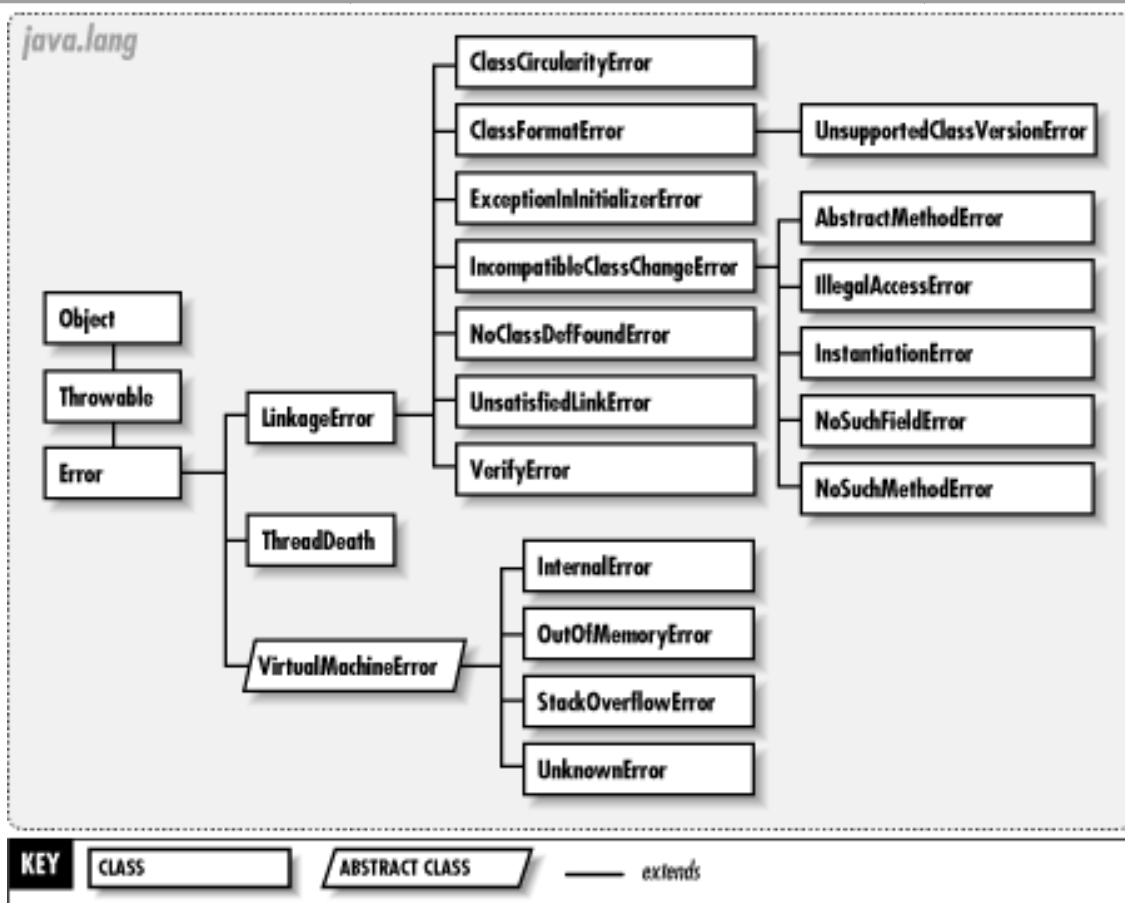 java.lang
Object
Throwable
Error
LinkageError
ThreadDeath
VirtualMachineError
ClassCircularityError
ClassFormatError
ExceptionInInitializerError
IncompatibleClassChangeError
NoClassDefFoundError
UnsatisfiedLinkError
VerifyError
UnsupportedClassVersionError
AbstractMethodError
IllegalAccessError
InstantiationError
NoSuchFieldError
NoSuchMethodError
InternalError
OutOfMemoryError
StackOverflowError
UnknownError
KEY CLASS ABSTRACT CLASS extends